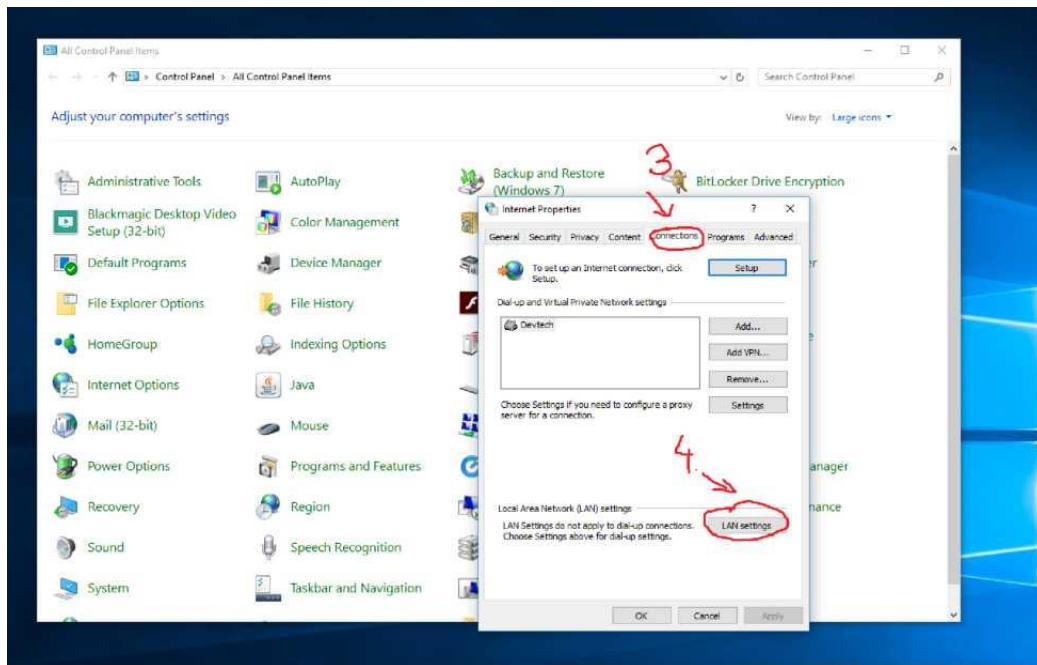 All Control Panel Items
Control Panel > All Control Panel Items
Search Control Panel
Adjust your computer's settings
View by: Large icons
Administrative Tools
AutoPlay
Backup and Restore
(Windows 7)
BitLocker Drive Encryption
Blackmagic Desktop Video
Setup (32-bit)
Color Management
Default Programs
Device Manager
File Explorer Options
File History
HomeGroup
Indexing Options
Internet Options
Java
Mail (32-bit)
Mouse
Power Options
Programs and Features
anager
Recovery
Region
nance
Sound
Speech Recognition
System
Taskbar and Navigation
3
Internet Properties
General Security Privacy Content Connections Programs Advanced
To set up an Internet connection, click
Setup.
Setup
Dial-up and Virtual Private Network settings
Devtech
Add...
Add VPN...
Remove...
Choose Settings if you need to configure a proxy
server for a connection.
Settings
4.
Local Area Network (LAN) settings
LAN Settings do not apply to dial-up connections.
Choose Settings above for dial-up settings.
LAN settings
OK Cancel Apply